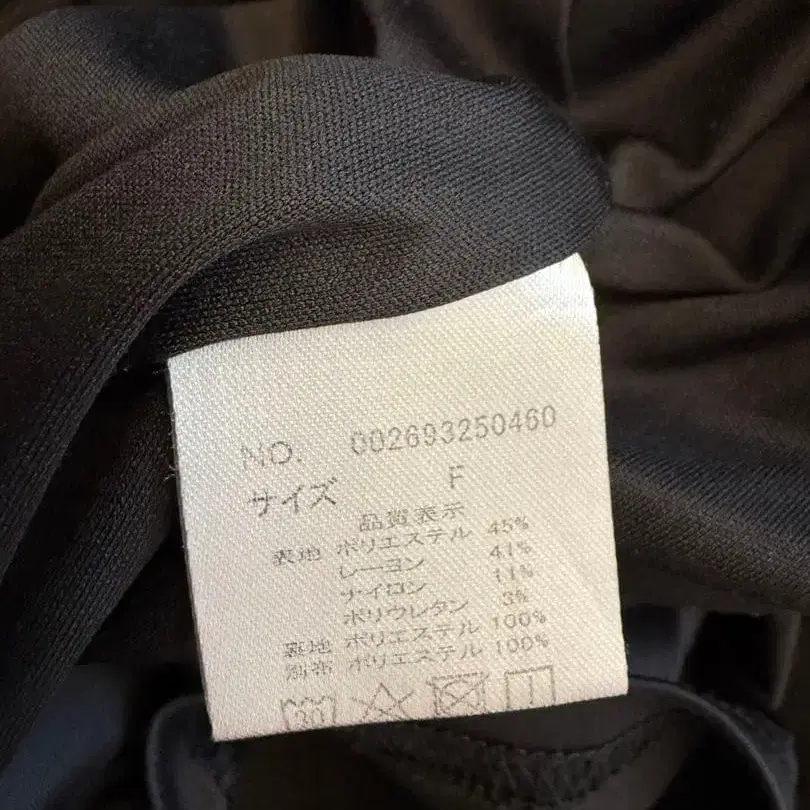 NO. 002693250460
サイズ F
品質表示
表地 ポリエステル 45%
レーヨン 41%
ナイロン 11%
ポリウレタン 3%
裏地 ポリエステル 100%
別布 ポリエステル 100%
30